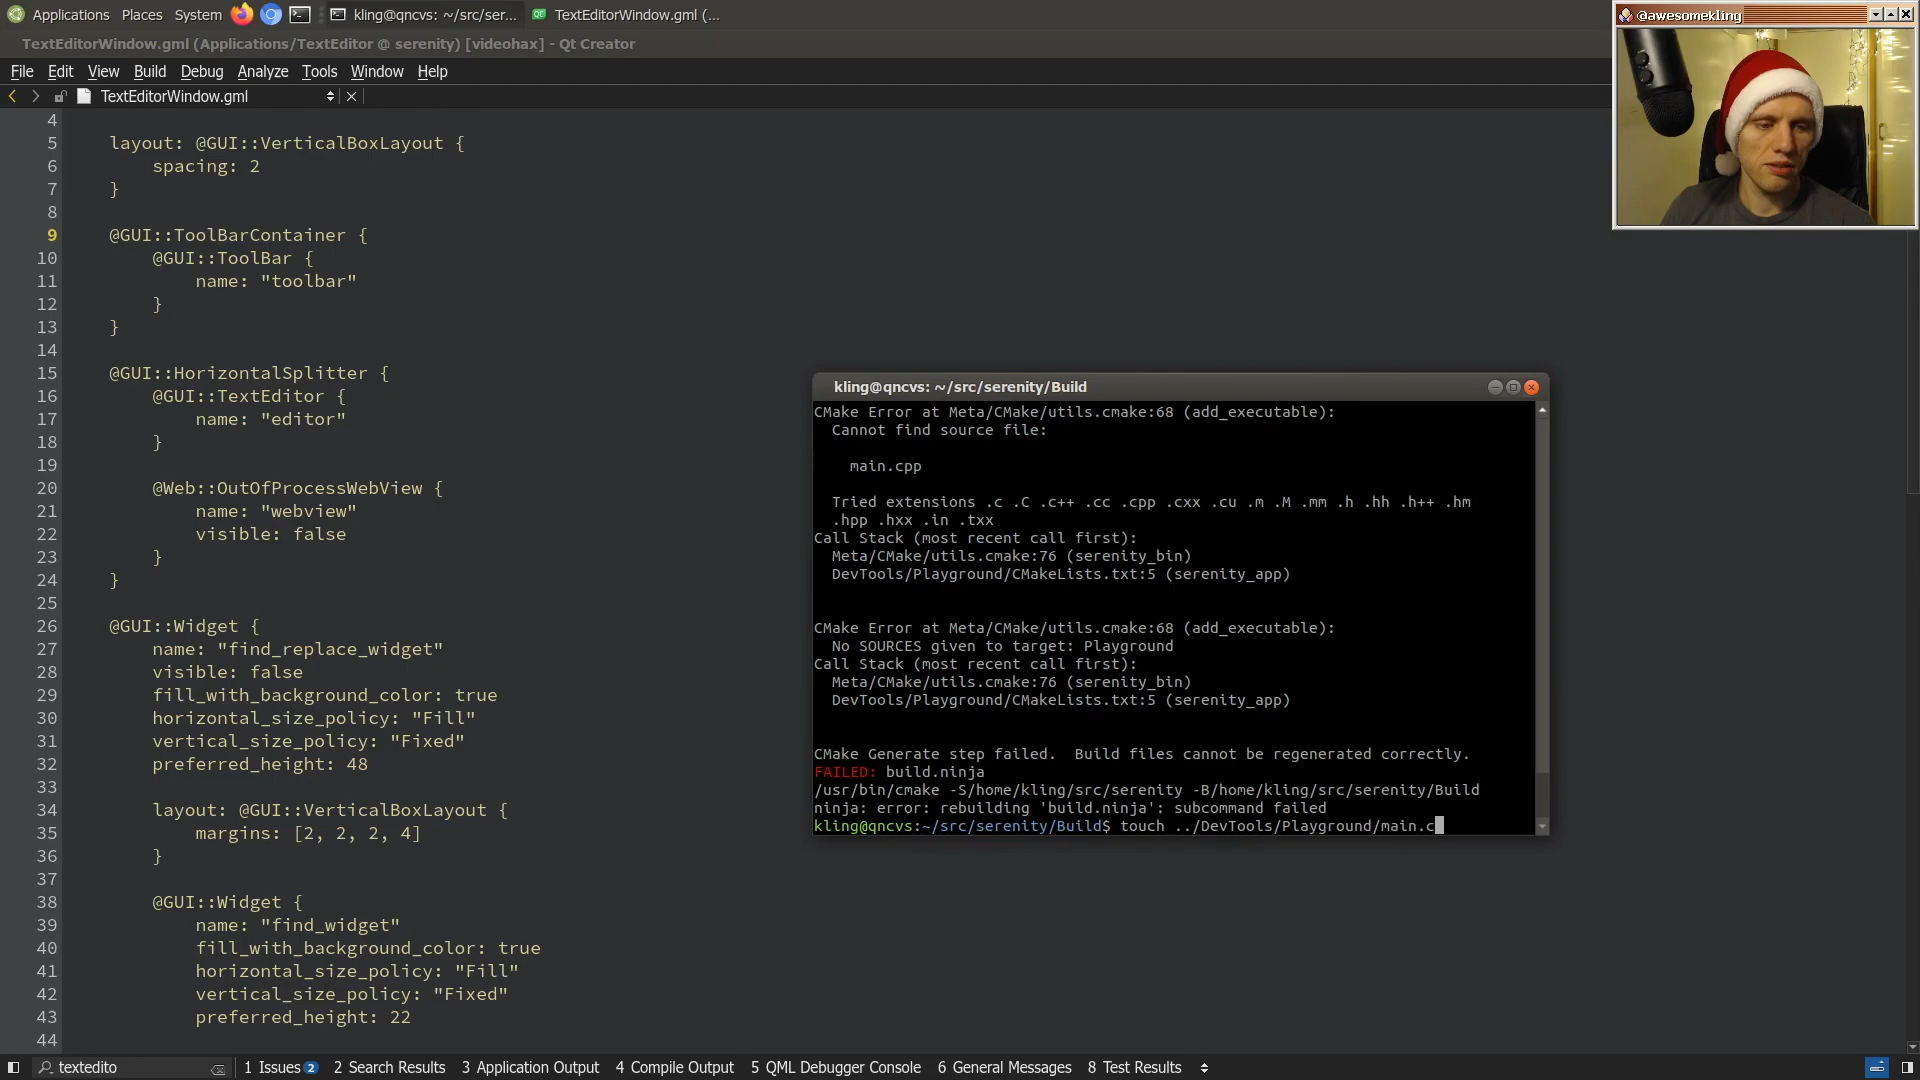 Applications Places System kling@qncvs: ~/src/ser... TextEditorWindow.gml (...
TextEditorWindow.gml (Applications/TextEditor @ serenity) [videohax] - Qt Creator
@awesomekling
File Edit View Build Debug Analyze Tools Window Help
TextEditorWindow.gml
4
5 layout: @GUI::VerticalBoxLayout {
6 spacing: 2
7 }
8
9 @GUI::ToolBarContainer {
10 @GUI::ToolBar {
11 name: "toolbar"
12 }
13 }
14
15 @GUI::HorizontalSplitter {
16 @GUI::TextEditor {
17 name: "editor"
18 }
19
20 @Web::OutOfProcessWebView {
21 name: "webview"
22 visible: false
23 }
24 }
25
26 @GUI::Widget {
27 name: "find_replace_widget"
28 visible: false
29 fill_with_background_color: true
30 horizontal_size_policy: "Fill"
31 vertical_size_policy: "Fixed"
32 preferred_height: 48
33
34 layout: @GUI::VerticalBoxLayout {
35 margins: [2, 2, 2, 4]
36 }
37
38 @GUI::Widget {
39 name: "find_widget"
40 fill_with_background_color: true
41 horizontal_size_policy: "Fill"
42 vertical_size_policy: "Fixed"
43 preferred_height: 22
44
kling@qncvs: ~/src/serenity/Build
CMake Error at Meta/CMake/utils.cmake:68 (add_executable):
Cannot find source file:
main.cpp
Tried extensions .c .C .c++ .cc .cpp .cxx .cu .m .M .mm .h .hh .h++ .hm
.hpp .hxx .in .txx
Call Stack (most recent call first):
Meta/CMake/utils.cmake:76 (serenity_bin)
DevTools/Playground/CMakeLists.txt:5 (serenity_app)
CMake Error at Meta/CMake/utils.cmake:68 (add_executable):
No SOURCES given to target: Playground
Call Stack (most recent call first):
Meta/CMake/utils.cmake:76 (serenity_bin)
DevTools/Playground/CMakeLists.txt:5 (serenity_app)
CMake Generate step failed.  Build files cannot be regenerated correctly.
FAILED: build.ninja
/usr/bin/cmake -S/home/kling/src/serenity -B/home/kling/src/serenity/Build
ninja: error: rebuilding 'build.ninja': subcommand failed
kling@qncvs:~/src/serenity/Build$ touch ../DevTools/Playground/main.c
textedito 1 Issues 2 2 Search Results 3 Application Output 4 Compile Output 5 QML Debugger Console 6 General Messages 8 Test Results